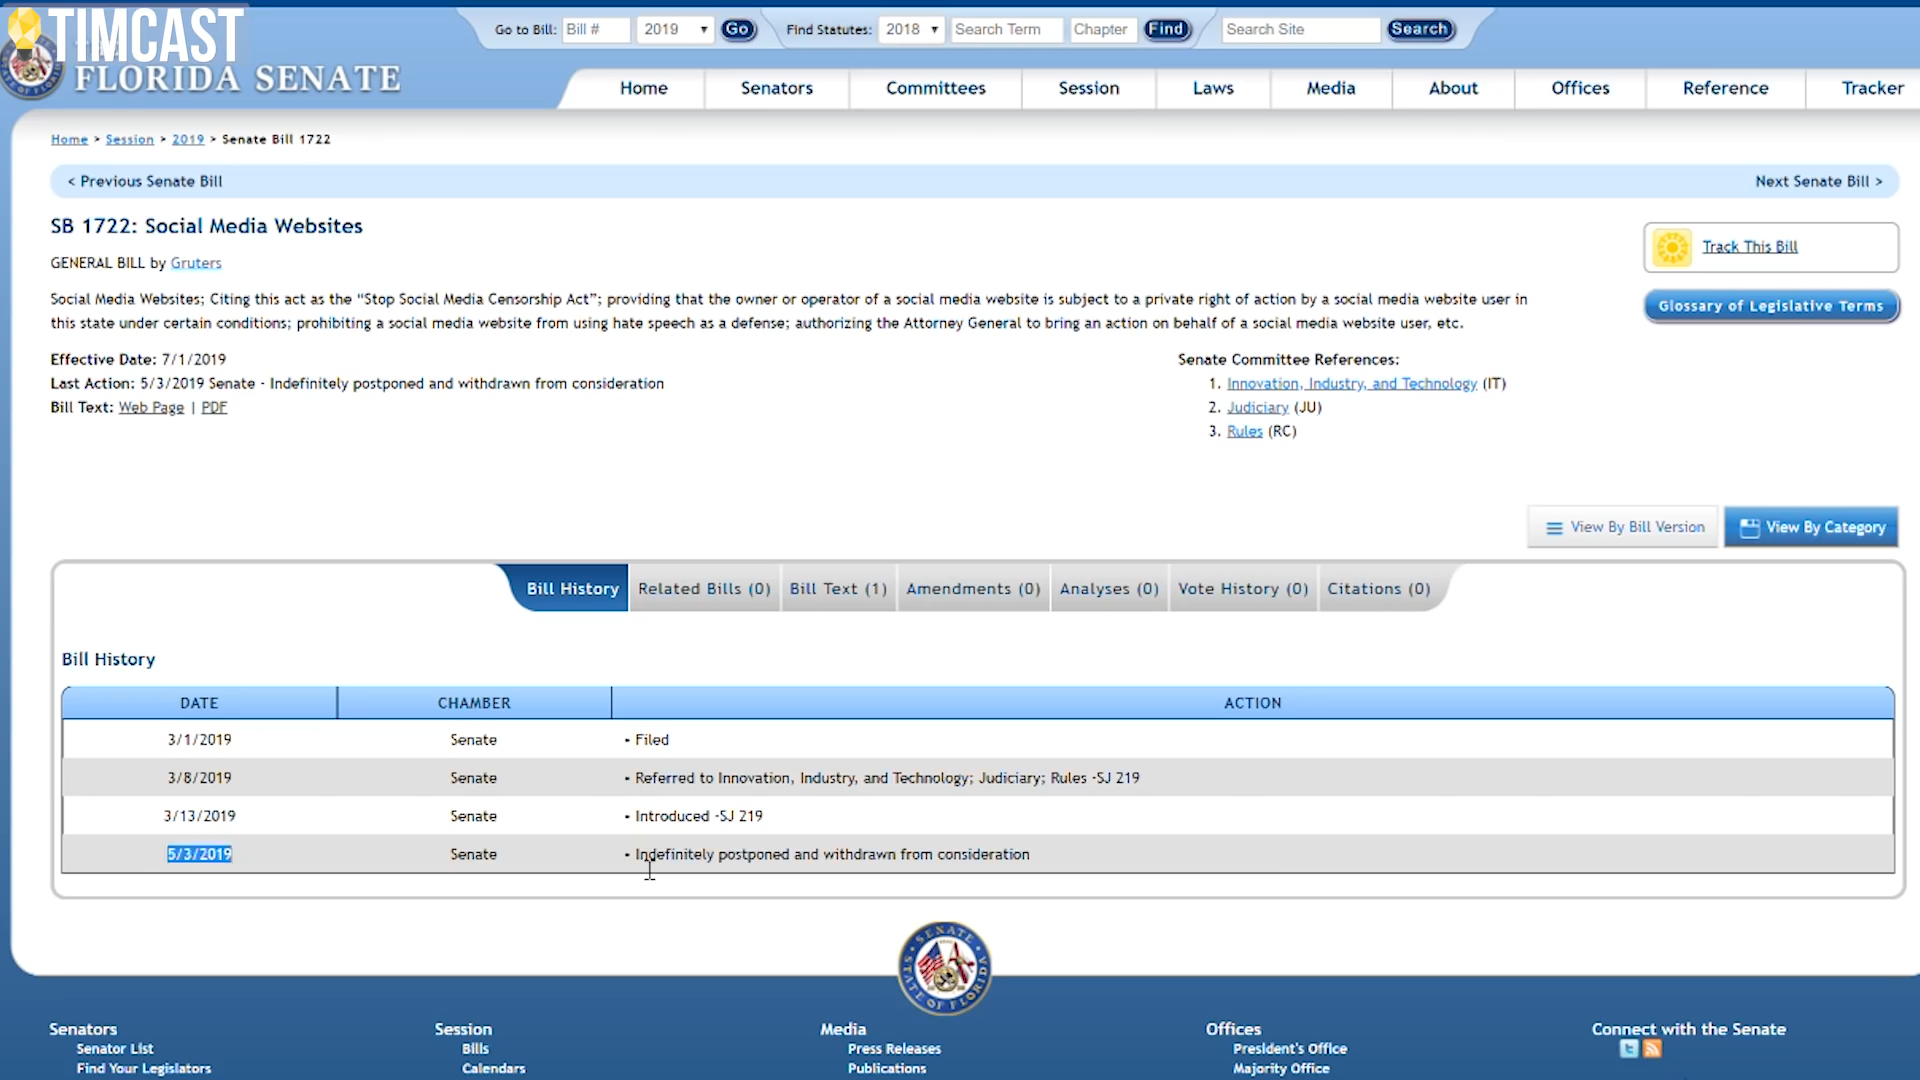 TIMCAST
FLORIDA SENATE
Go to Bill: Bill # 2019 Go Find Statutes: 2018 Search Term Chapter Find Search Site Search
Home Senators Committees Session Laws Media About Offices Reference Tracker
Home > Session > 2019 > Senate Bill 1722
< Previous Senate Bill Next Senate Bill >
SB 1722: Social Media Websites
Track This Bill
GENERAL BILL by Gruters
Social Media Websites; Citing this act as the “Stop Social Media Censorship Act”; providing that the owner or operator of a social media website is subject to a private right of action by a social media website user in
this state under certain conditions; prohibiting a social media website from using hate speech as a defense; authorizing the Attorney General to bring an action on behalf of a social media website user, etc.
Glossary of Legislative Terms
Effective Date: 7/1/2019
Last Action: 5/3/2019 Senate - Indefinitely postponed and withdrawn from consideration
Bill Text: Web Page | PDF
Senate Committee References:
1. Innovation, Industry, and Technology (IT)
2. Judiciary (JU)
3. Rules (RC)
View By Bill Version View By Category
Bill History Related Bills (0) Bill Text (1) Amendments (0) Analyses (0) Vote History (0) Citations (0)
Bill History
DATE CHAMBER ACTION
3/1/2019 Senate • Filed
3/8/2019 Senate • Referred to Innovation, Industry, and Technology; Judiciary; Rules -SJ 219
3/13/2019 Senate • Introduced -SJ 219
5/3/2019 Senate • Indefinitely postponed and withdrawn from consideration
SENATE
STATE OF FLORIDA
Senators Session Media Offices Connect with the Senate
Senator List Bills Press Releases President's Office
Find Your Legislators Calendars Publications Majority Office